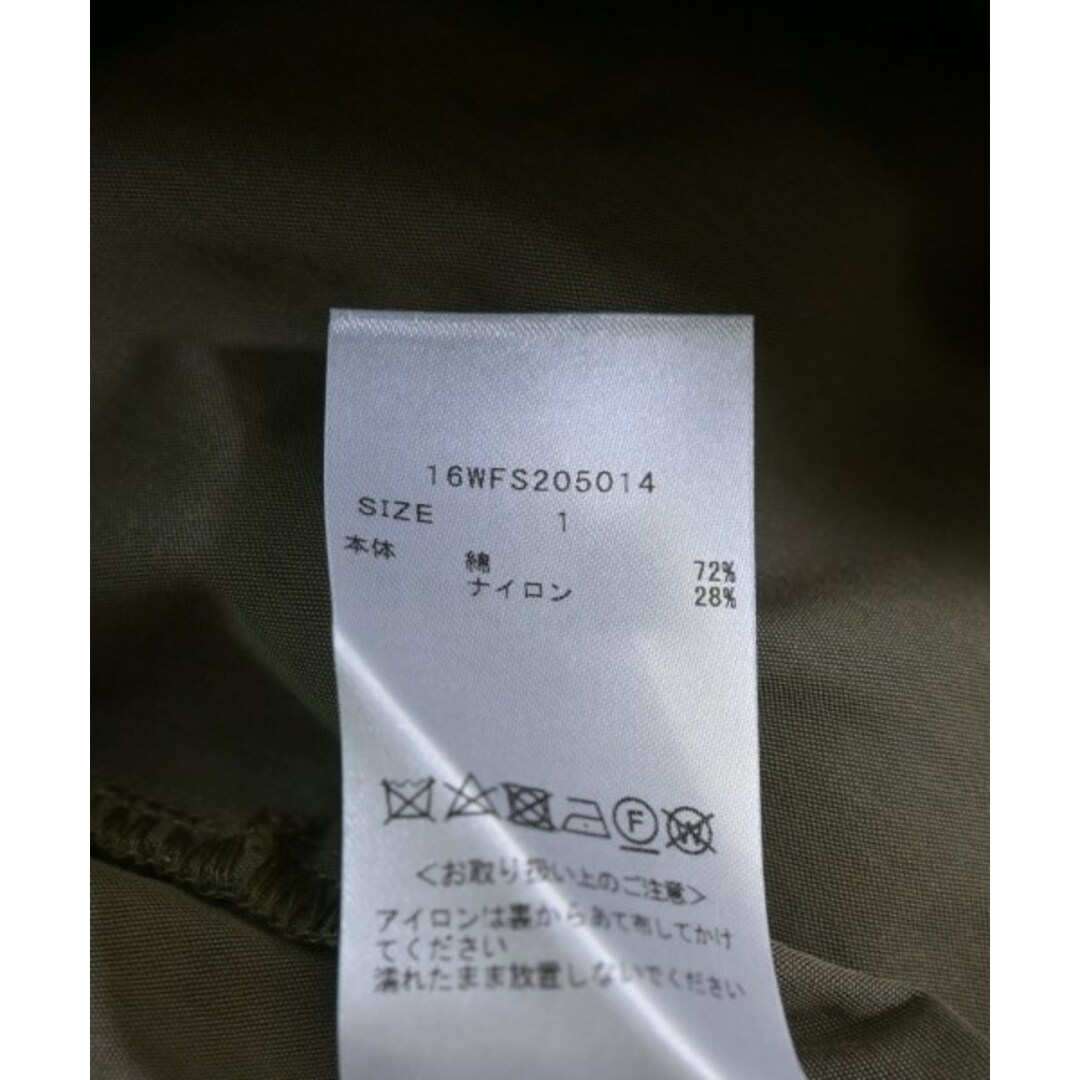 16WFS205014
SIZE 1
本体 綿 72%
ナイロン 28%
F W
<お取り扱い上のご注意>
アイロンは裏からあて布してかけ
てください
濡れたまま放置しないでください